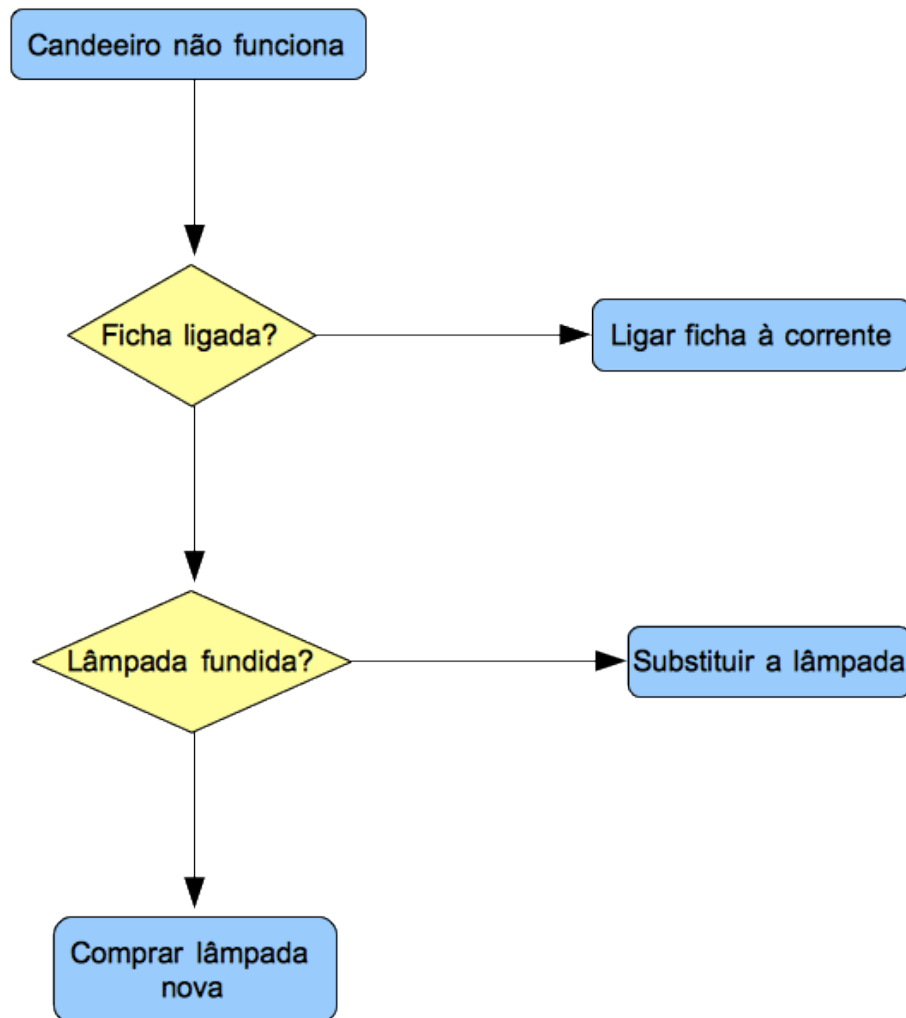 Candeeiro não funciona
Ficha ligada?
Ligar ficha à corrente
Lâmpada fundida?
Substituir a lâmpada
Comprar lâmpada
nova